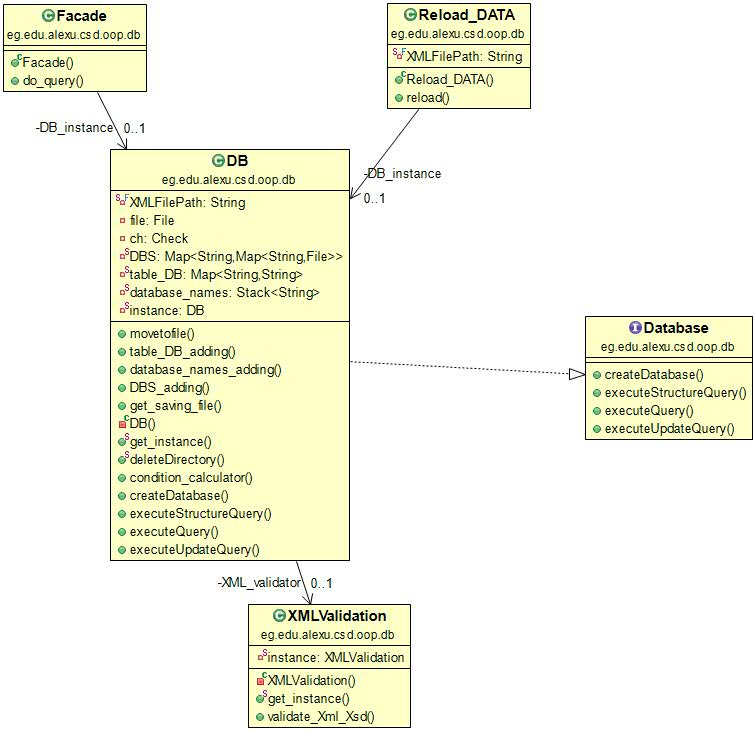 Facade
eg.edu.alexu.csd.oop.db
Facade()
do_query()
Reload_DATA
eg.edu.alexu.csd.oop.db
XMLFilePath: String
Reload_DATA()
reload()
-DB_instance 0..1
-DB_instance
0..1
DB
eg.edu.alexu.csd.oop.db
XMLFilePath: String
file: File
ch: Check
DBS: Map<String,Map<String,File>>
table_DB: Map<String,String>
database_names: Stack<String>
instance: DB
movetofile()
table_DB_adding()
database_names_adding()
DBS_adding()
get_saving_file()
DB()
get_instance()
deleteDirectory()
condition_calculator()
createDatabase()
executeStructureQuery()
executeQuery()
executeUpdateQuery()
Database
eg.edu.alexu.csd.oop.db
createDatabase()
executeStructureQuery()
executeQuery()
executeUpdateQuery()
-XML_validator 0..1
XMLValidation
eg.edu.alexu.csd.oop.db
instance: XMLValidation
XMLValidation()
get_instance()
validate_Xml_Xsd()